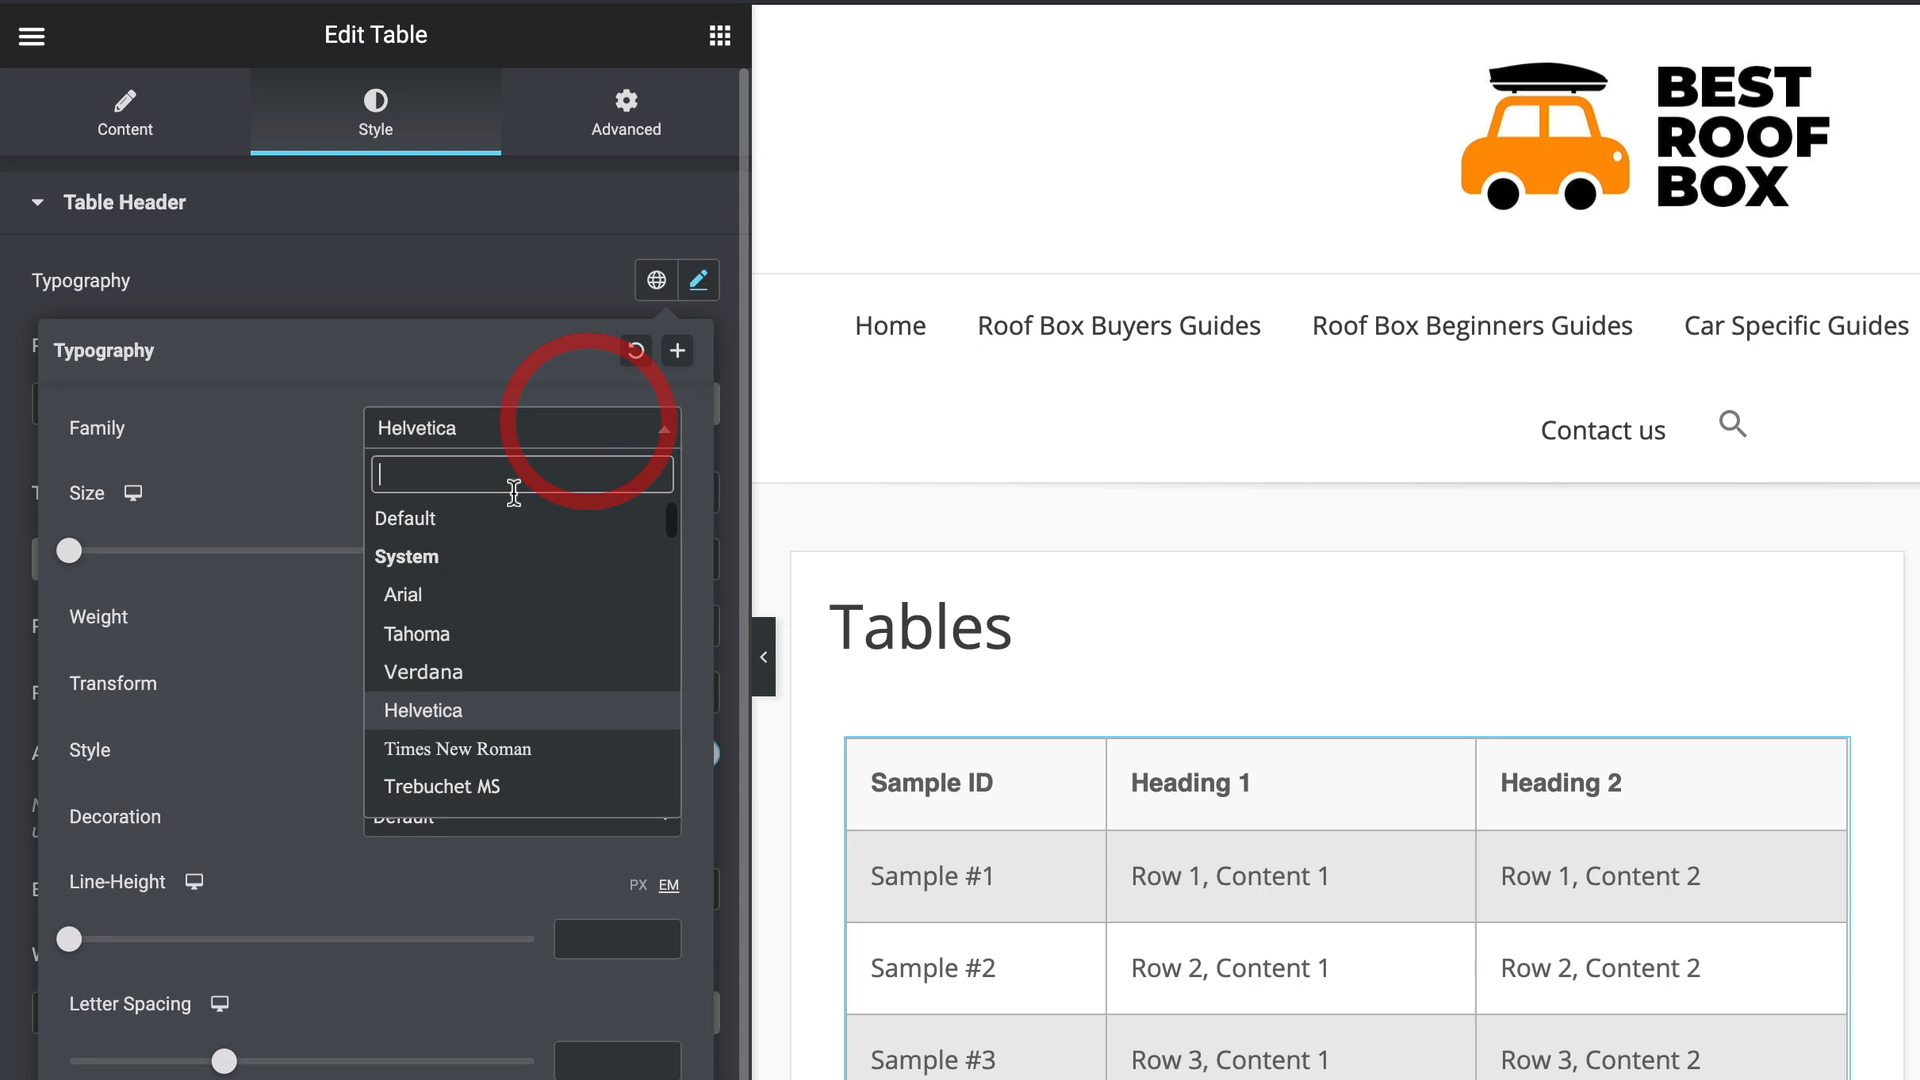 Edit Table
Content
Style
Advanced
Table Header
Typography
Typography
Family
Helvetica
Size
Default
System
Arial
Tahoma
Weight
Verdana
Transform
Helvetica
Style
Times New Roman
Trebuchet MS
Decoration
Default
Line-Height
PX EM
Letter Spacing
BEST
ROOF
BOX
Home Roof Box Buyers Guides Roof Box Beginners Guides Car Specific Guides
Contact us
Tables
Sample ID Heading 1 Heading 2
Sample #1 Row 1, Content 1 Row 1, Content 2
Sample #2 Row 2, Content 1 Row 2, Content 2
Sample #3 Row 3, Content 1 Row 3, Content 2